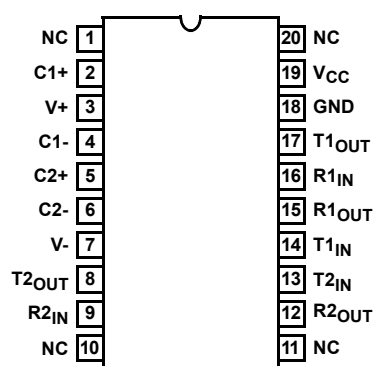 NC 1 20 NC
C1+ 2 19 VCC
V+ 3 18 GND
C1- 4 17 T1OUT
C2+ 5 16 R1IN
C2- 6 15 R1OUT
V- 7 14 T1IN
T2OUT 8 13 T2IN
R2IN 9 12 R2OUT
NC 10 11 NC